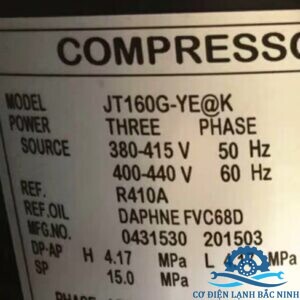 COMPRESSO
MODEL JT160G-YE@K
POWER THREE PHASE
SOURCE 380-415 V 50 Hz
400-440 V 60 Hz
REF. R410A
REF.OIL DAPHNE FVC68D
MFG.NO. 0431530 201503
DP-AP H 4.17 MPa L MPa
SP 15.0 MPa
CƠ ĐIỆN LẠNH BẮC NINH